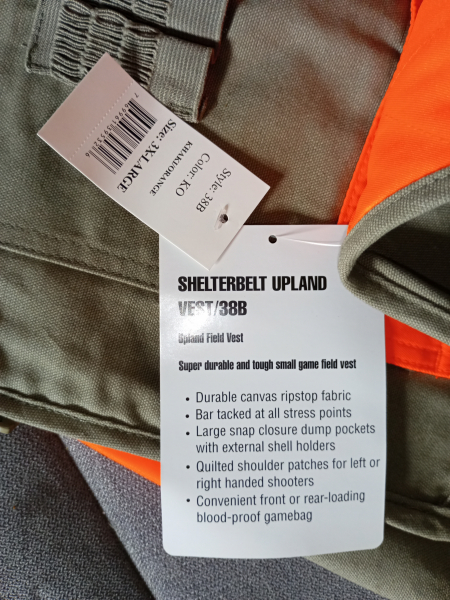 Style: 38B
Color: KO
KHAKI/ORANGE
Size: 3XLARGE
SHELTERBELT UPLAND
VEST/38B
Upland Field Vest
Super durable and tough small game field vest
• Durable canvas ripstop fabric
• Bar tacked at all stress points
• Large snap closure dump pockets
with external shell holders
• Quilted shoulder patches for left or
right handed shooters
• Convenient front or rear-loading
blood-proof gamebag